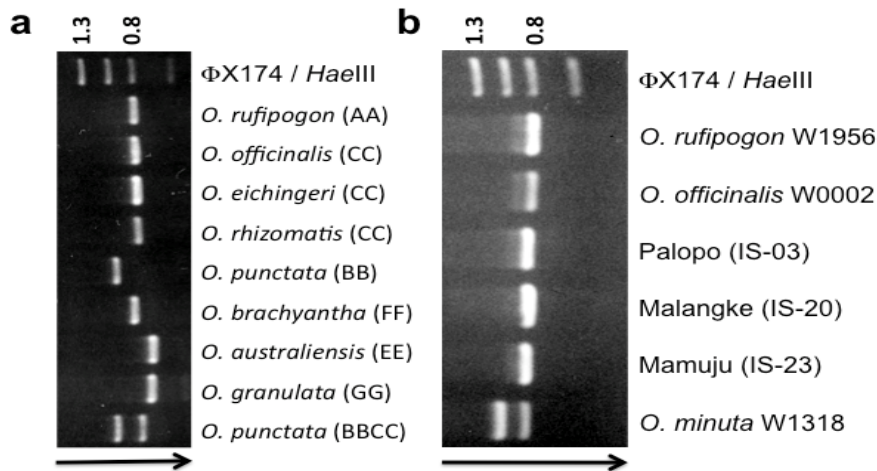 a
1.3
0.8
ΦX174 / HaeIII
O. rufipogon (AA)
O. officinalis (CC)
O. eichingeri (CC)
O. rhizomatis (CC)
O. punctata (BB)
O. brachyantha (FF)
O. australiensis (EE)
O. granulata (GG)
O. punctata (BBCC)
b
1.3
0.8
ΦX174 / HaeIII
O. rufipogon W1956
O. officinalis W0002
Palopo (IS-03)
Malangke (IS-20)
Mamuju (IS-23)
O. minuta W1318